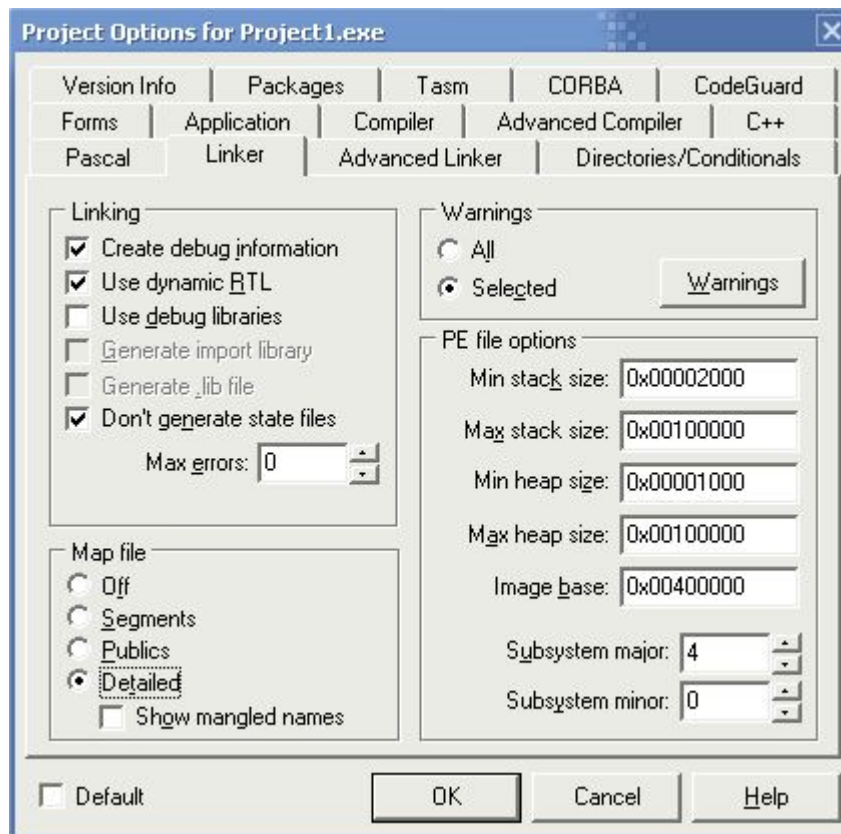 Project Options for Project1.exe
Version Info Packages Tasm CORBA CodeGuard
Forms Application Compiler Advanced Compiler C++
Pascal Linker Advanced Linker Directories/Conditionals
Linking
Create debug information
Use dynamic RTL
Use debug libraries
Generate import library
Generate .lib file
Don't generate state files
Max errors: 0
Map file
Off
Segments
Publics
Detailed
Show mangled names
Warnings
All
Selected
Warnings
PE file options
Min stack size: 0x00002000
Max stack size: 0x00100000
Min heap size: 0x00001000
Max heap size: 0x00100000
Image base: 0x00400000
Subsystem major: 4
Subsystem minor: 0
Default OK Cancel Help